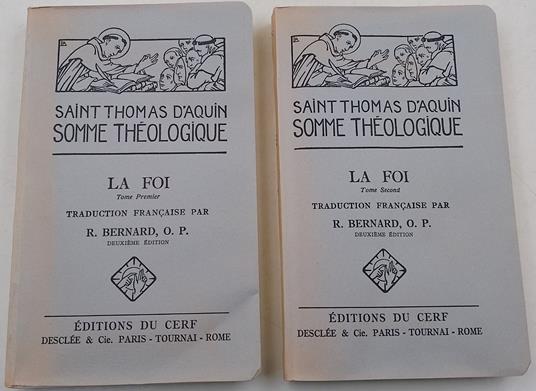 SAINT THOMAS D'AQUIN
SOMME THÉOLOGIQUE
LA FOI
Tome Premier
TRADUCTION FRANÇAISE PAR
R. BERNARD, O. P.
DEUXIÈME ÉDITION
ÉDITIONS DU CERF
DESCLÉE & Cie. PARIS - TOURNAI - ROME
SAINT THOMAS D'AQUIN
SOMME THÉOLOGIQUE
LA FOI
Tome Second
TRADUCTION FRANÇAISE PAR
R. BERNARD, O. P.
DEUXIÈME ÉDITION
ÉDITIONS DU CERF
DESCLÉE & Cie. PARIS - TOURNAI - ROME